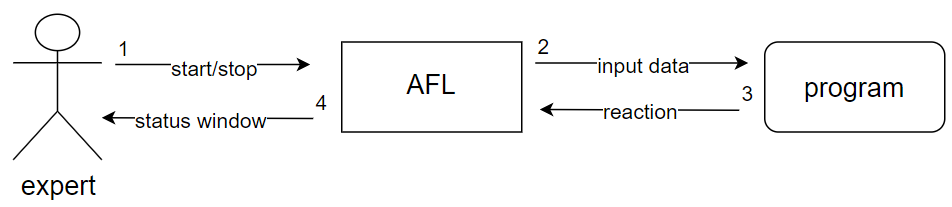 1
start/stop
4
status window
expert
AFL
2
input data
3
reaction
program